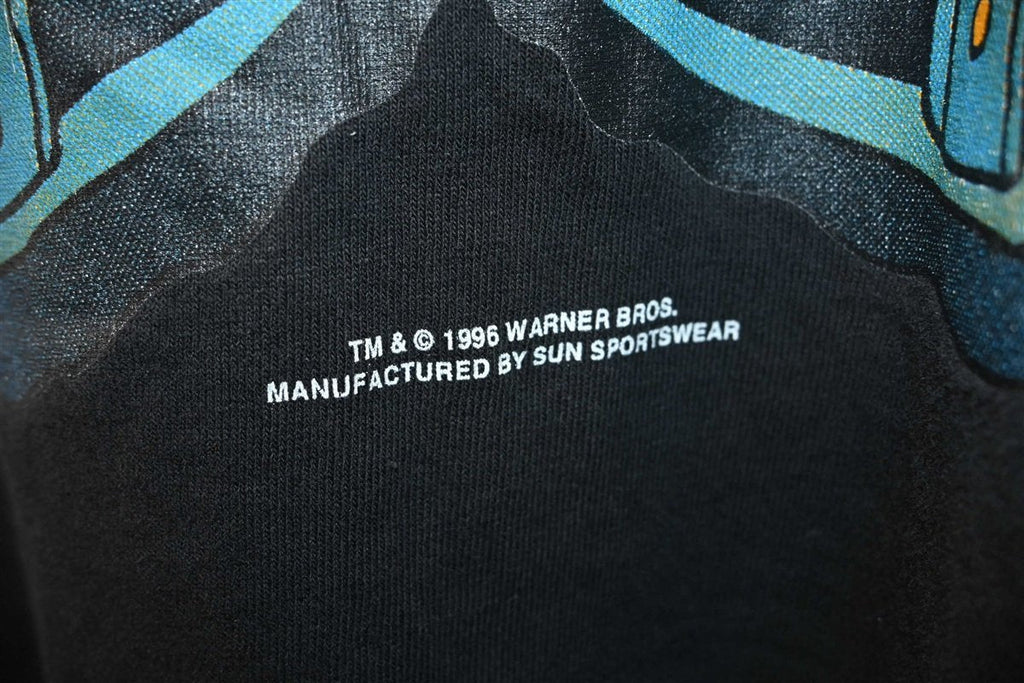 TM & © 1996 WARNER BROS.
MANUFACTURED BY SUN SPORTSWEAR